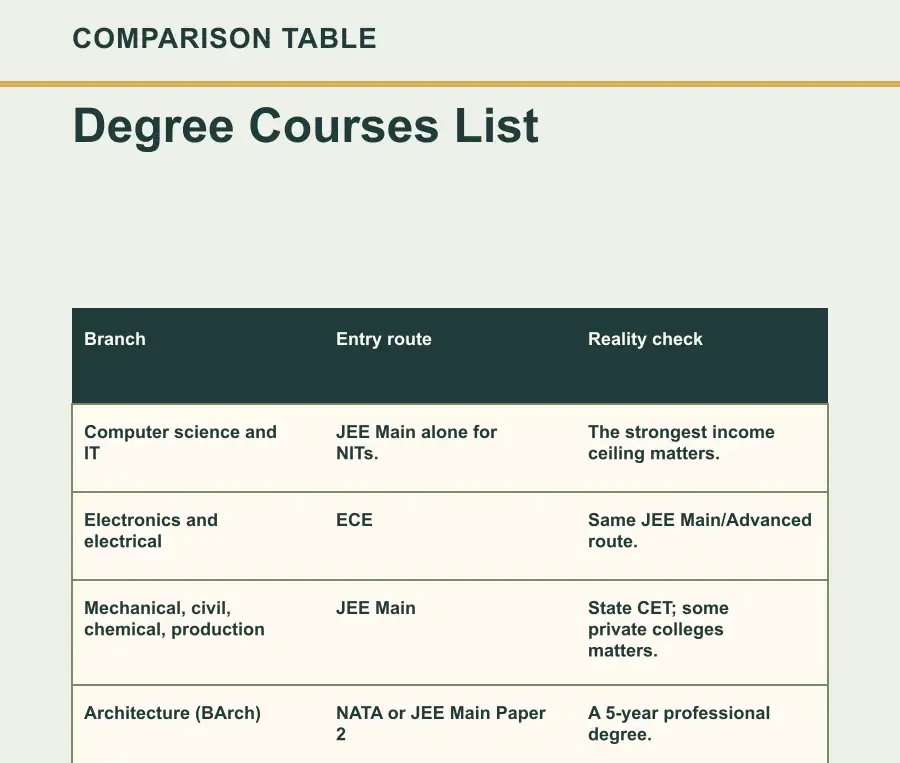 COMPARISON TABLE
Degree Courses List
Branch
Entry route
Reality check
Computer science and
IT
JEE Main alone for
NITs.
The strongest income
ceiling matters.
Electronics and
electrical
ECE
Same JEE Main/Advanced
route.
Mechanical, civil,
chemical, production
JEE Main
State CET; some
private colleges
matters.
Architecture (BArch)
NATA or JEE Main Paper
2
A 5-year professional
degree.